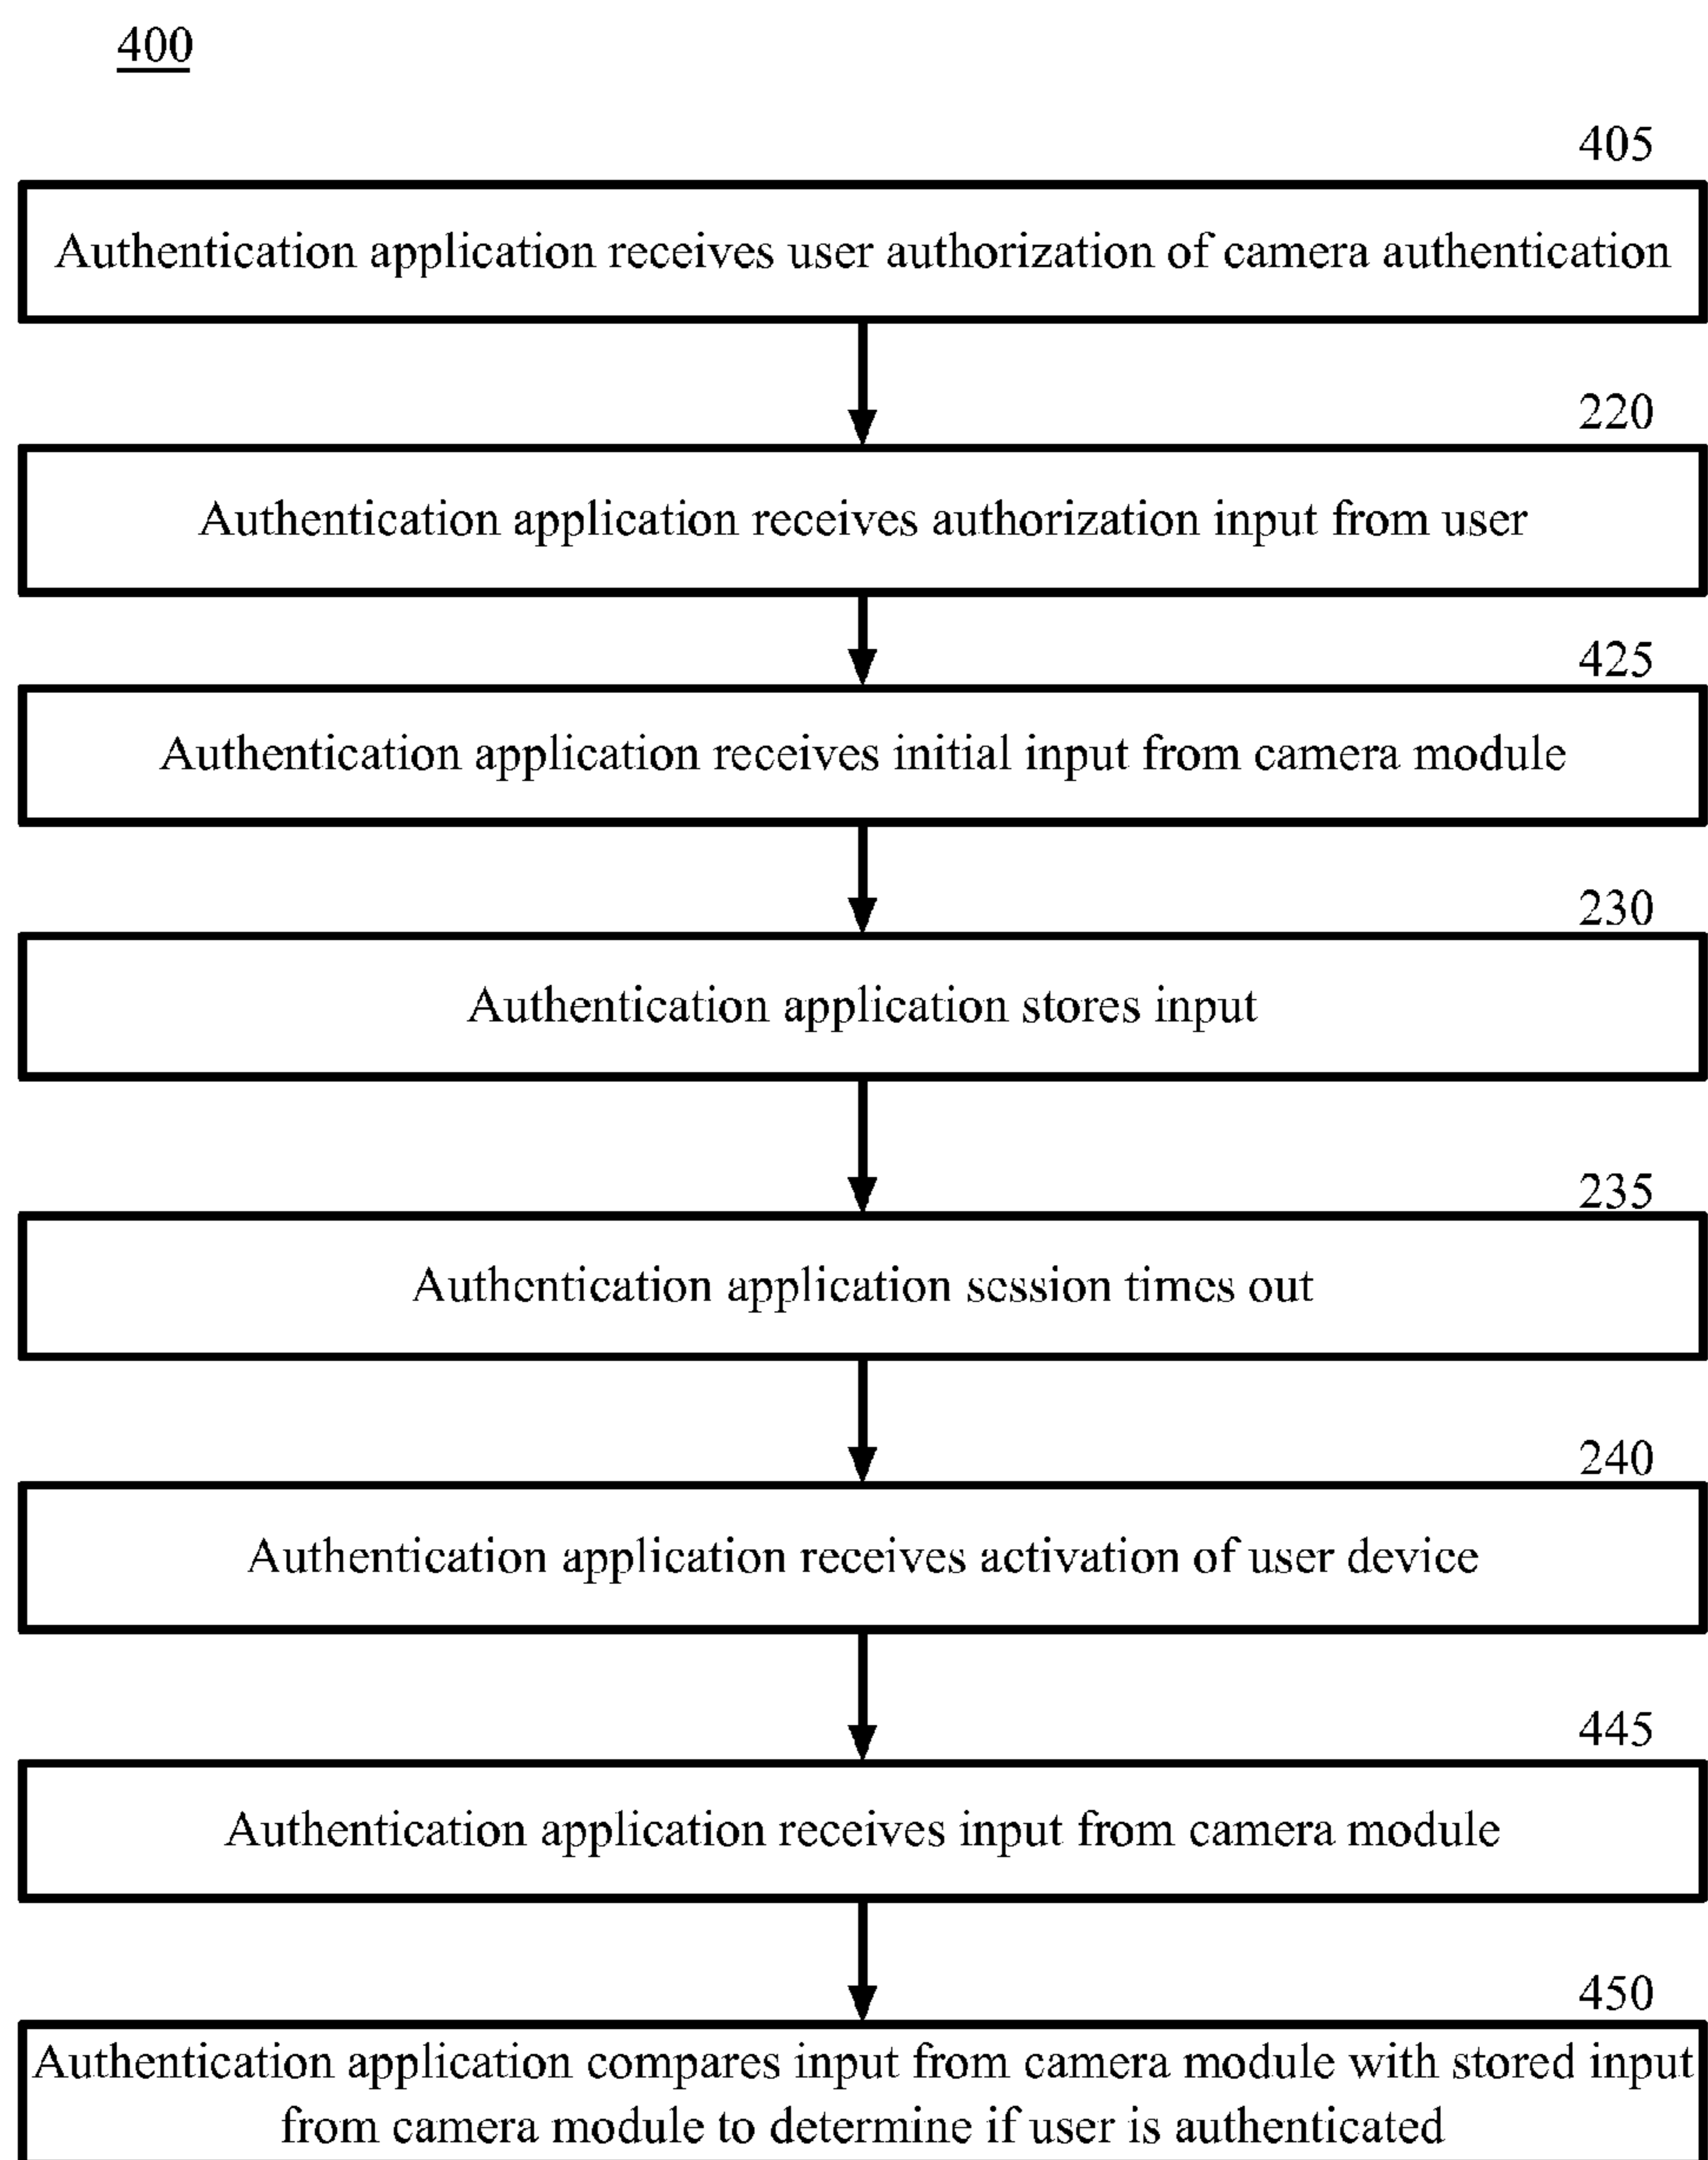 400
405
Authentication application receives user authorization of camera authentication
220
Authentication application receives authorization input from user
425
Authentication application receives initial input from camera module
230
Authentication application stores input
235
Authentication application session times out
240
Authentication application receives activation of user device
445
Authentication application receives input from camera module
450
Authentication application compares input from camera module with stored input
from camera module to determine if user is authenticated